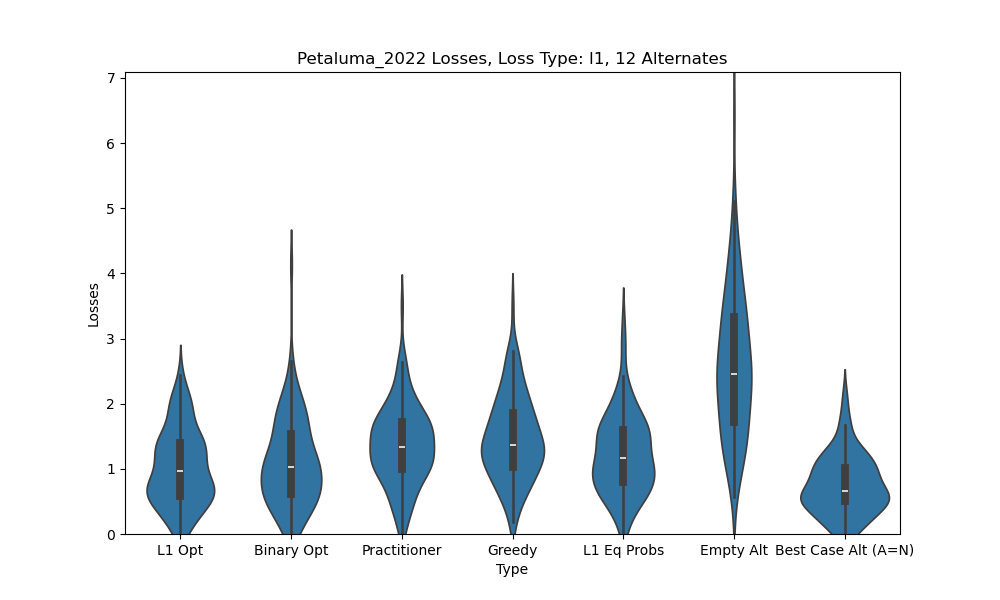 Petaluma_2022 Losses, Loss Type: l1, 12 Alternates
7
6
5
4
3
2
1
0
Losses
L1 Opt
Binary Opt
Practitioner
Greedy
L1 Eq Probs
Empty Alt
Best Case Alt (A=N)
Type